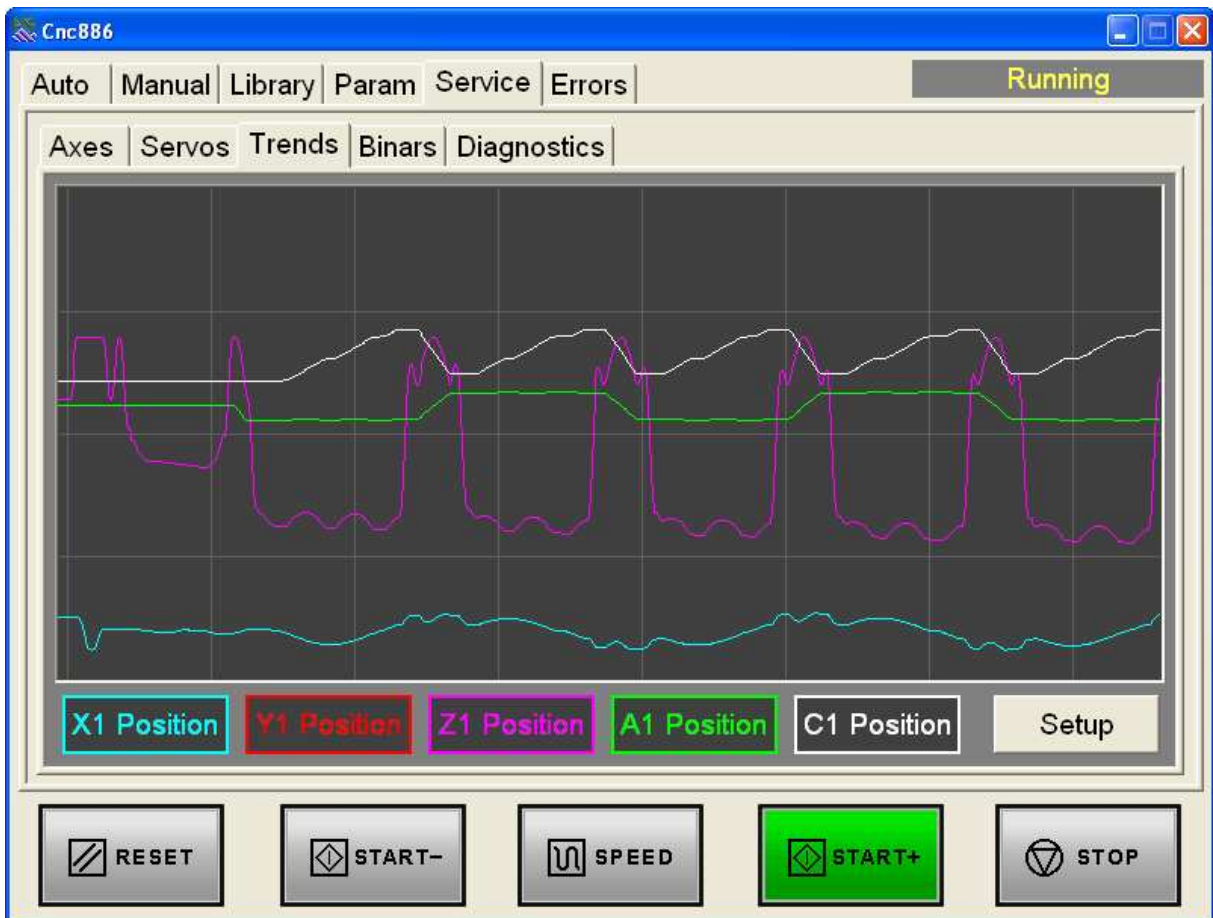 Cnc886
Auto Manual Library Param Service Errors Running
Axes Servos Trends Binars Diagnostics
X1 Position Y1 Position Z1 Position A1 Position C1 Position Setup
RESET START- SPEED START+ STOP